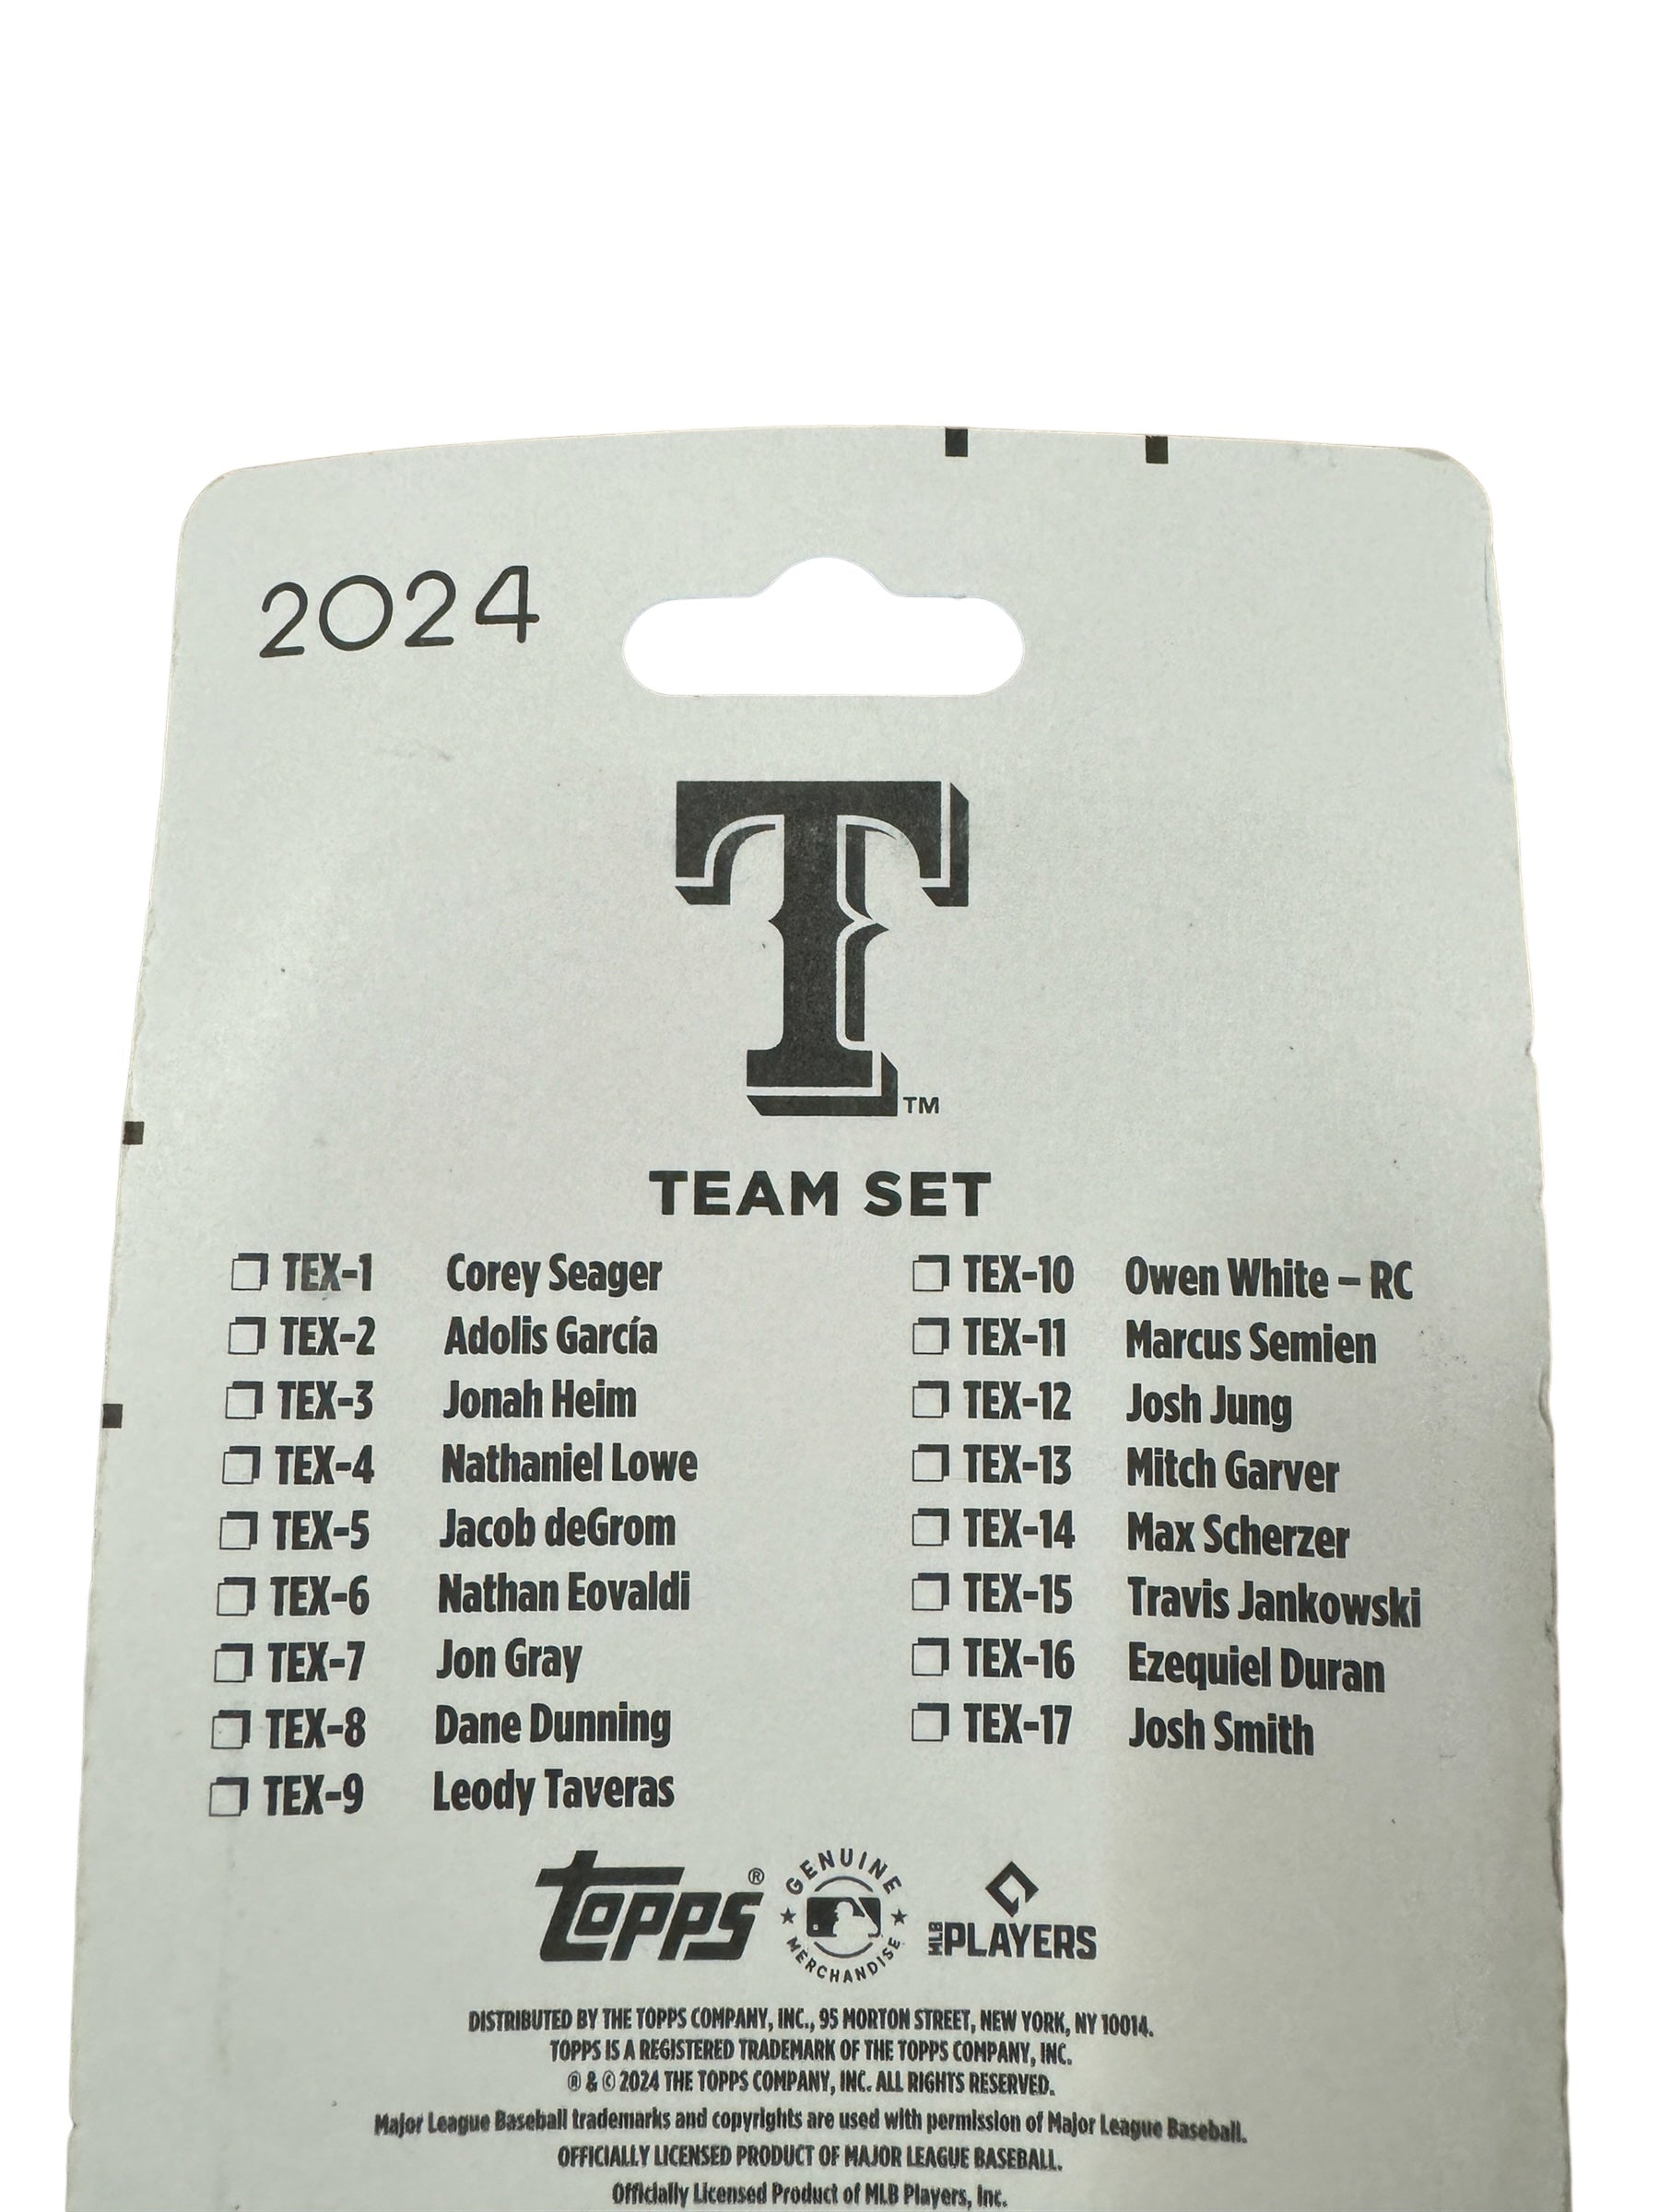 2024
T
TM
TEAM SET
TEX-1 Corey Seager
TEX-2 Adolis García
TEX-3 Jonah Heim
TEX-4 Nathaniel Lowe
TEX-5 Jacob deGrom
TEX-6 Nathan Eovaldi
TEX-7 Jon Gray
TEX-8 Dane Dunning
TEX-9 Leody Taveras
TEX-10 Owen White – RC
TEX-11 Marcus Semien
TEX-12 Josh Jung
TEX-13 Mitch Garver
TEX-14 Max Scherzer
TEX-15 Travis Jankowski
TEX-16 Ezequiel Duran
TEX-17 Josh Smith
topps®
GENUINE MERCHANDISE
MLB PLAYERS
DISTRIBUTED BY THE TOPPS COMPANY, INC., 95 MORTON STREET, NEW YORK, NY 10014.
TOPPS IS A REGISTERED TRADEMARK OF THE TOPPS COMPANY, INC.
® & © 2024 THE TOPPS COMPANY, INC. ALL RIGHTS RESERVED.
Major League Baseball trademarks and copyrights are used with permission of Major League Baseball.
OFFICIALLY LICENSED PRODUCT OF MAJOR LEAGUE BASEBALL.
Officially Licensed Product of MLB Players, Inc.